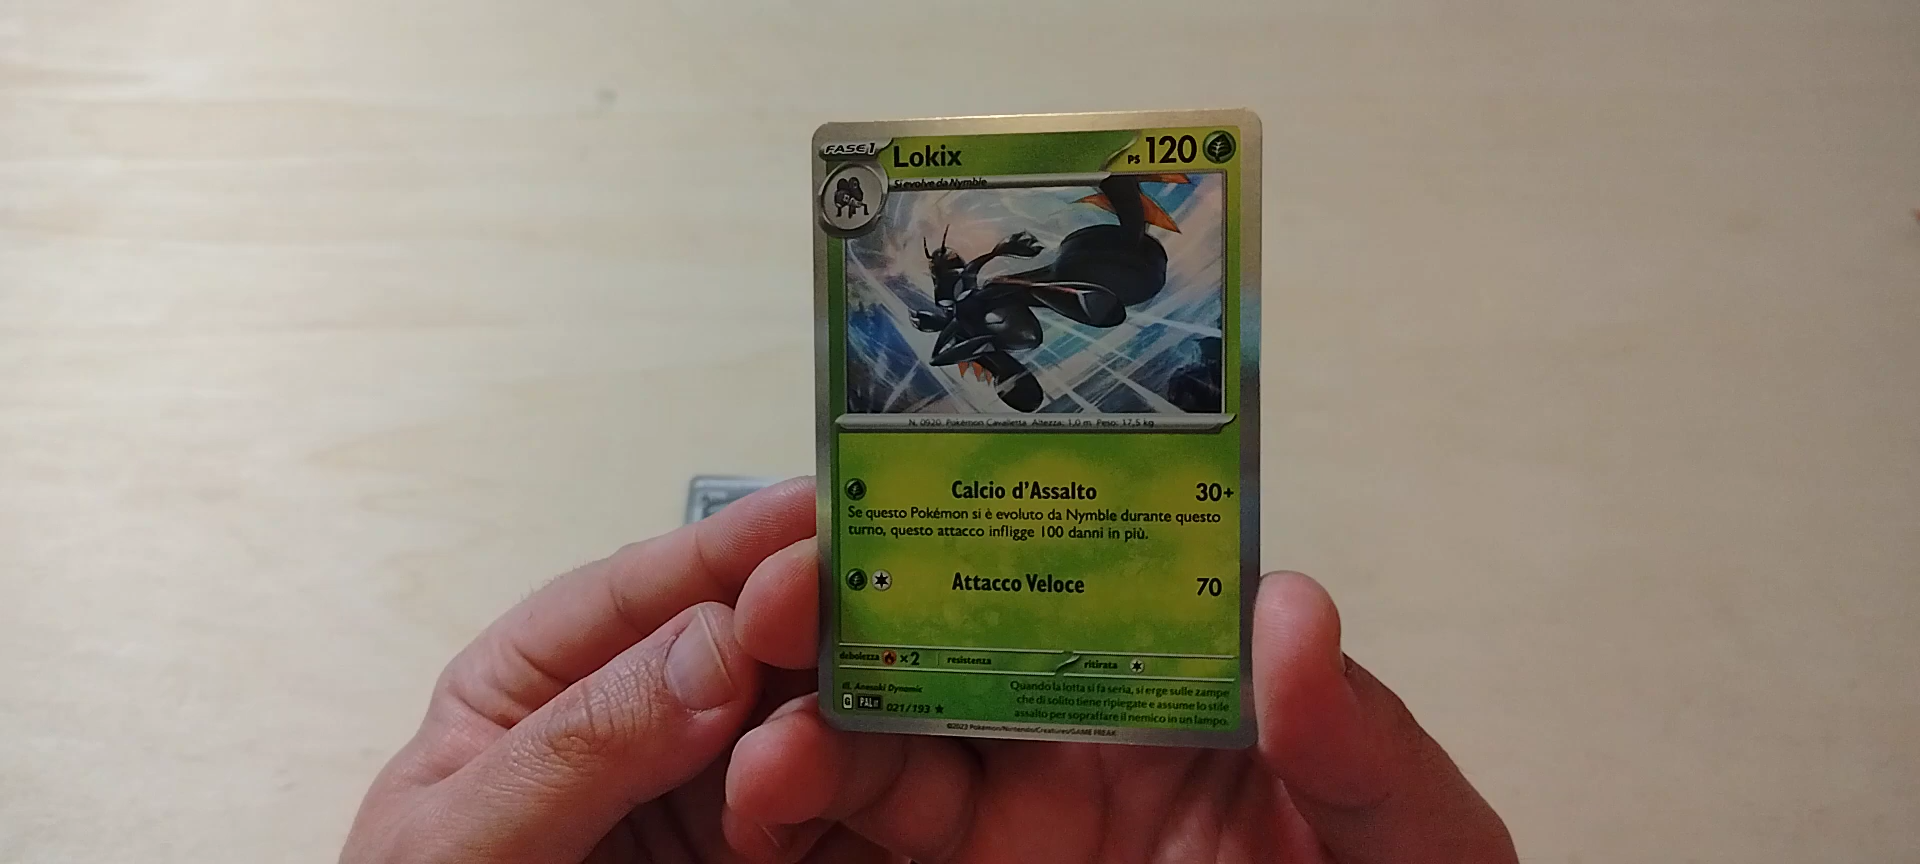 FASE 1 Lokix PS 120
Si evolve da Nymble
N. 0920 Pokémon Cavalletta Altezza: 1,0 m Peso: 17,5 kg
Calcio d'Assalto 30+
Se questo Pokémon si è evoluto da Nymble durante questo
turno, questo attacco infligge 100 danni in più.
Attacco Veloce 70
debolezza ×2 resistenza ritirata
Ill. Anesaki Dynamic
G PAL IT 021/193 ★
Quando la lotta si fa seria, si erge sulle zampe
che di solito tiene ripiegate e assume lo stile
assalto per sopraffare il nemico in un lampo.
©2023 Pokémon/Nintendo/Creatures/GAME FREAK